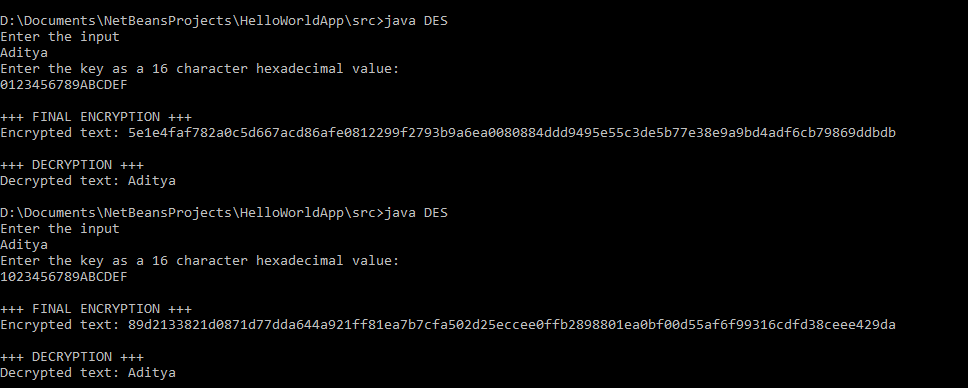 D:\Documents\NetBeansProjects\HelloWorldApp\src>java DES
Enter the input
Aditya
Enter the key as a 16 character hexadecimal value:
0123456789ABCDEF
+++ FINAL ENCRYPTION +++
Encrypted text: 5e1e4faf782a0c5d667acd86afe0812299f2793b9a6ea0080884ddd9495e55c3de5b77e38e9a9bd4adf6cb79869ddbdb
+++ DECRYPTION +++
Decrypted text: Aditya
D:\Documents\NetBeansProjects\HelloWorldApp\src>java DES
Enter the input
Aditya
Enter the key as a 16 character hexadecimal value:
1023456789ABCDEF
+++ FINAL ENCRYPTION +++
Encrypted text: 89d2133821d0871d77dda644a921ff81ea7b7cfa502d25eccee0ffb2898801ea0bf00d55af6f99316cdfd38ceee429da
+++ DECRYPTION +++
Decrypted text: Aditya